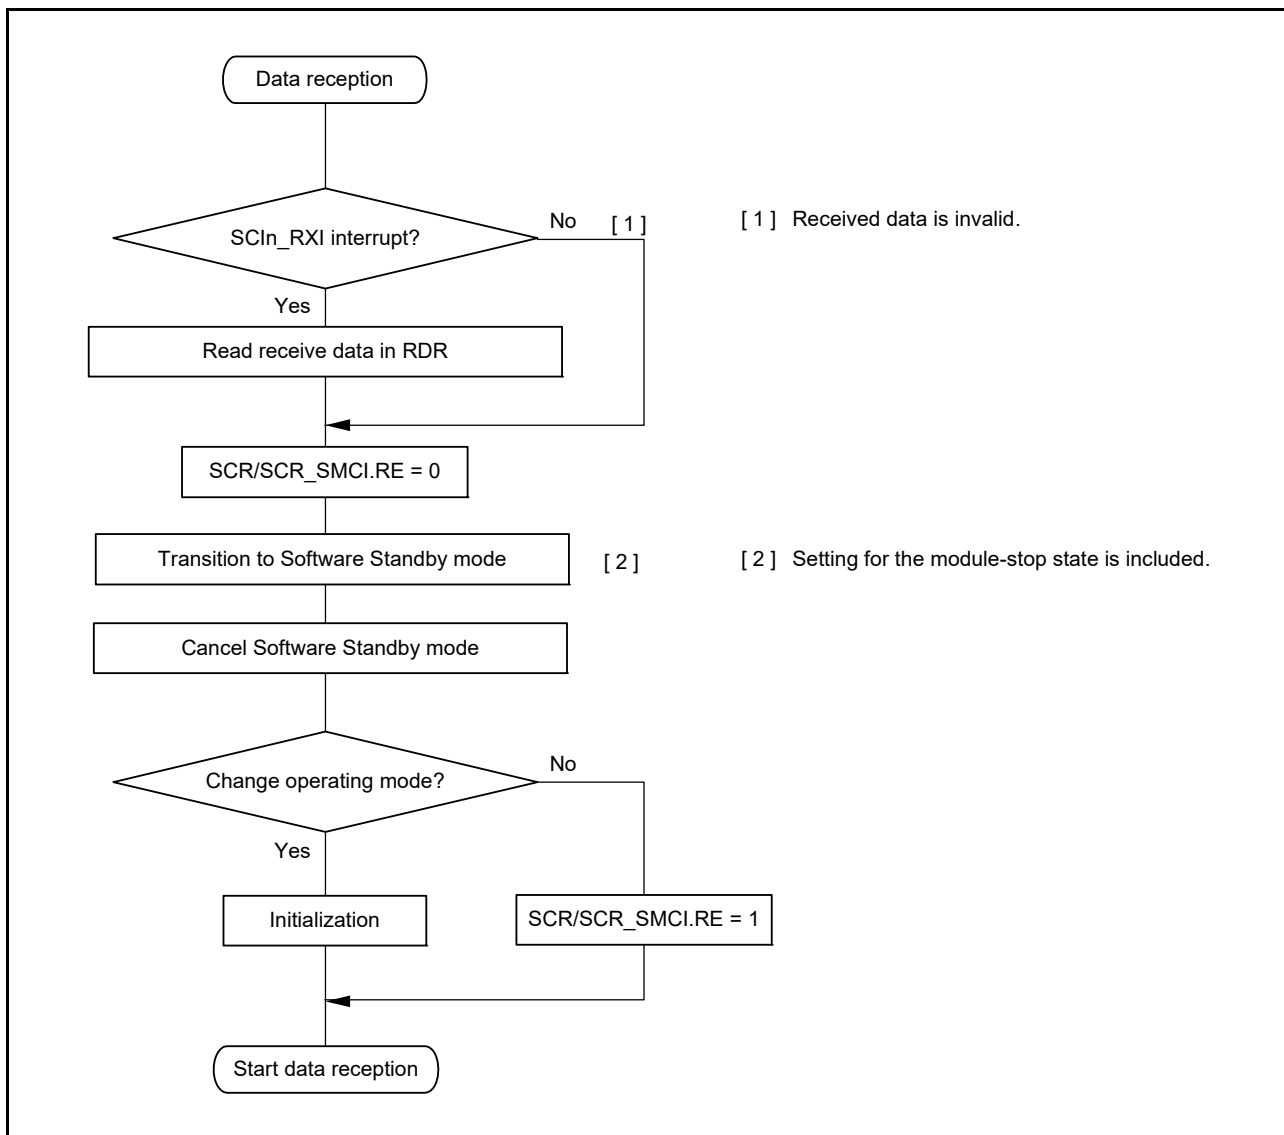 Data reception
No
[ 1 ]
[ 1 ] Received data is invalid.
SCIn_RXI interrupt?
Yes
Read receive data in RDR
SCR/SCR_SMCI.RE = 0
Transition to Software Standby mode
[ 2 ]
[ 2 ] Setting for the module-stop state is included.
Cancel Software Standby mode
No
Change operating mode?
Yes
Initialization
SCR/SCR_SMCI.RE = 1
Start data reception